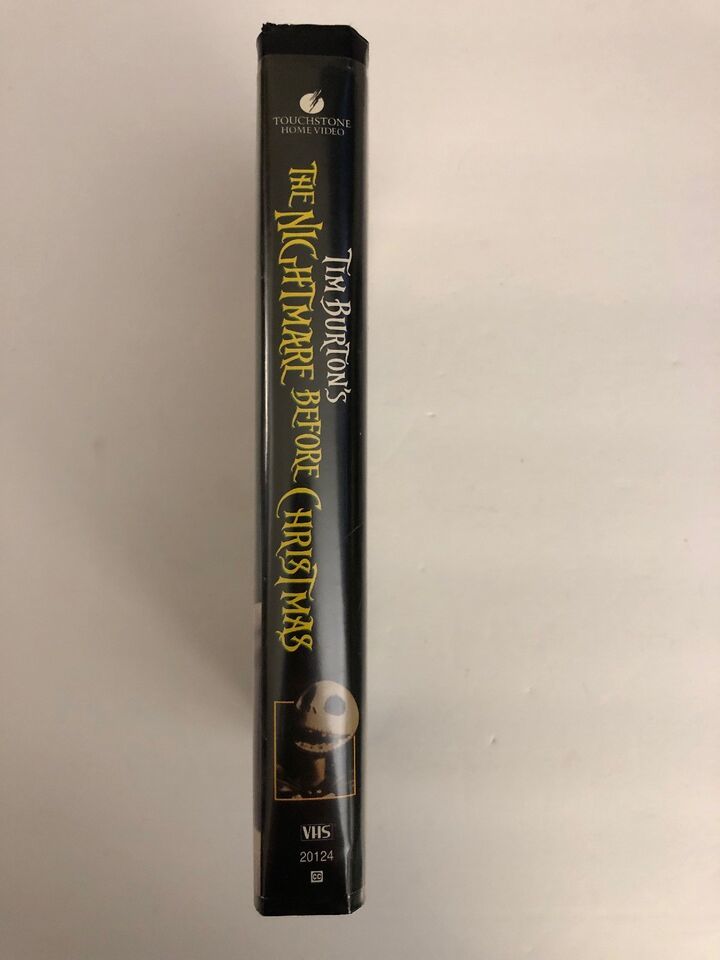 TOUCHSTONE
HOME VIDEO
TIM BURTON'S
THE NIGHTMARE BEFORE CHRISTMAS
VHS
20124
CC